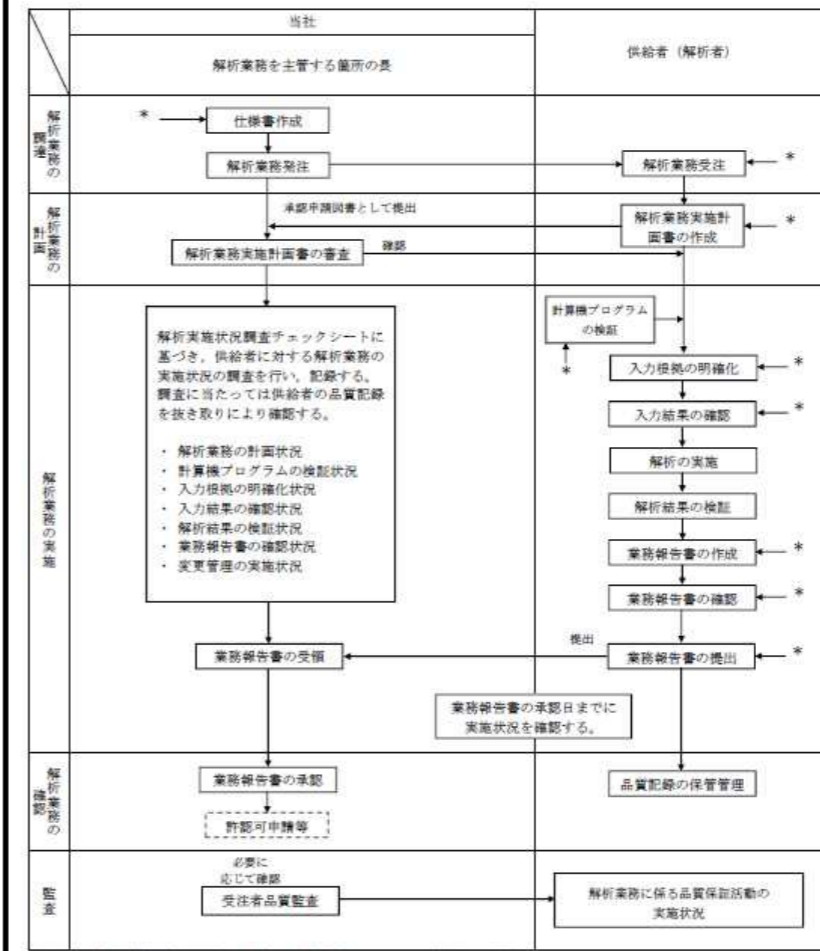 当社
解析業務を主管する箇所の長
供給者（解析者）
解析業務の
調達
*
仕様書作成
解析業務発注
解析業務受注
*
解析業務の
計画
承認申請図書として提出
解析業務実施計
画書の作成
*
解析業務実施計画書の審査
確認
解析業務の実施
解析実施状況調査チェックシートに
基づき，供給者に対する解析業務の
実施状況の調査を行い，記録する。
調査に当たっては供給者の品質記録
を抜き取りにより確認する。
・ 解析業務の計画状況
・ 計算機プログラムの検証状況
・ 入力根拠の明確化状況
・ 入力結果の確認状況
・ 解析結果の検証状況
・ 業務報告書の確認状況
・ 変更管理の実施状況
計算機プログラム
の検証
*
入力根拠の明確化
*
入力結果の確認
*
解析の実施
解析結果の検証
業務報告書の作成
*
業務報告書の確認
*
業務報告書の受領
提出
業務報告書の提出
*
業務報告書の承認日までに
実施状況を確認する。
解析業務の
確認
業務報告書の承認
品質記録の保管管理
許認可申請等
監査
必要に
応じて確認
受注者品質監査
解析業務に係る品質保証活動の
実施状況